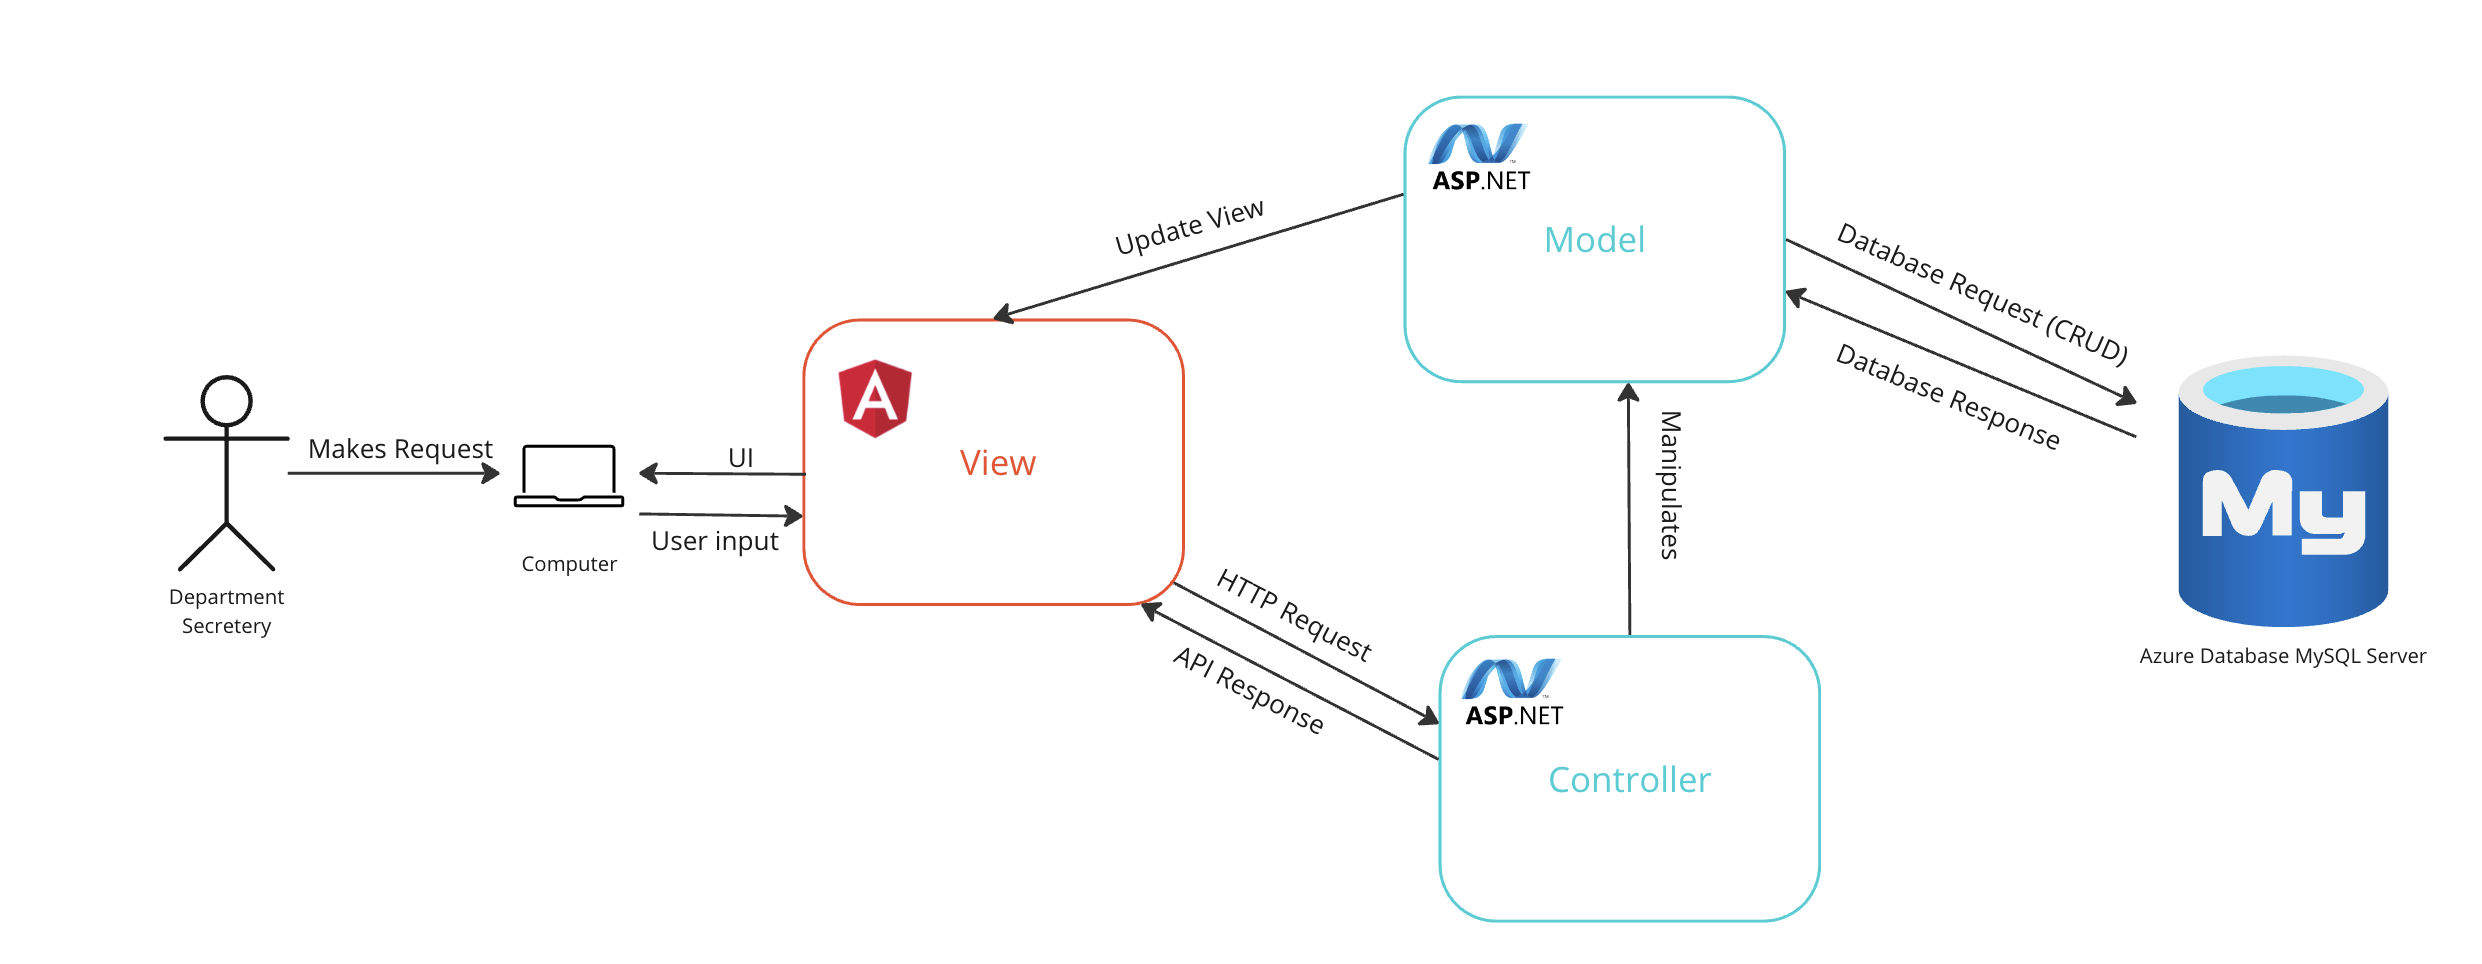 Department
Secretery
Makes Request
Computer
UI
User input
View
Update View
HTTP Request
API Response
ASP.NET
Model
Manipulates
ASP.NET
Controller
Database Request (CRUD)
Database Response
My
Azure Database MySQL Server